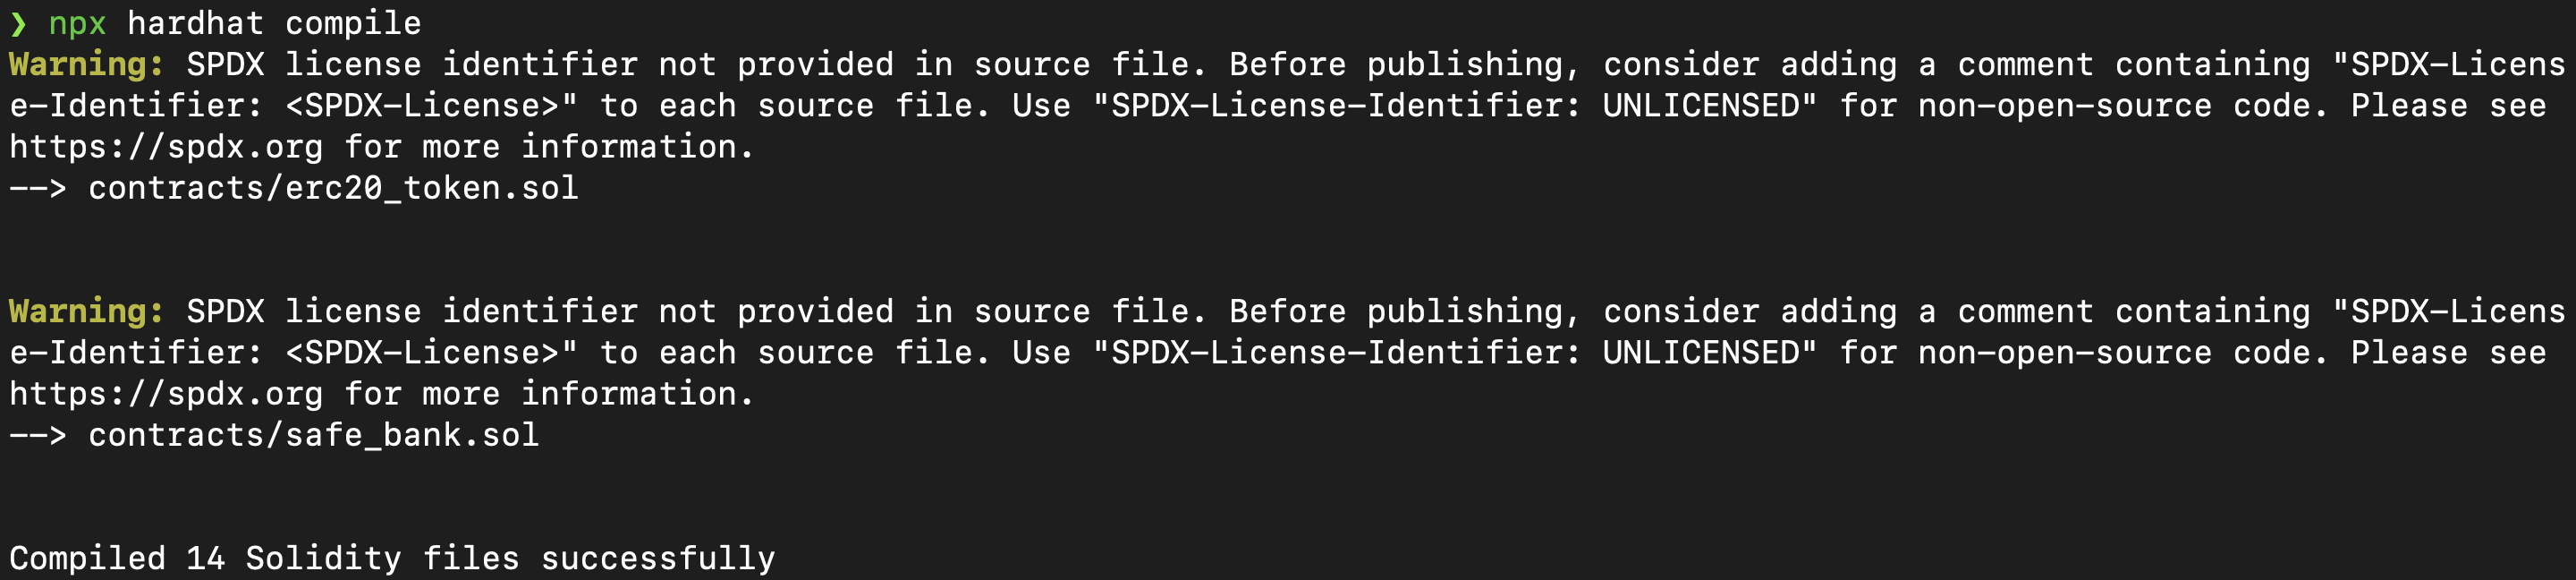 ❯ npx hardhat compile
Warning: SPDX license identifier not provided in source file. Before publishing, consider adding a comment containing "SPDX-Licens
e-Identifier: <SPDX-License>" to each source file. Use "SPDX-License-Identifier: UNLICENSED" for non-open-source code. Please see
https://spdx.org for more information.
--> contracts/erc20_token.sol
Warning: SPDX license identifier not provided in source file. Before publishing, consider adding a comment containing "SPDX-Licens
e-Identifier: <SPDX-License>" to each source file. Use "SPDX-License-Identifier: UNLICENSED" for non-open-source code. Please see
https://spdx.org for more information.
--> contracts/safe_bank.sol
Compiled 14 Solidity files successfully